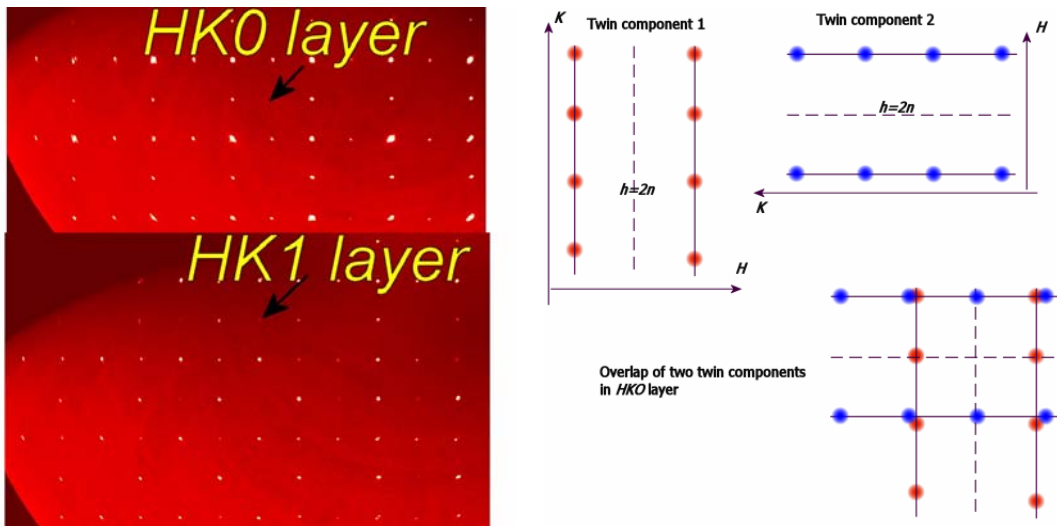 HK0 layer
HK1 layer
K
Twin component 1
h=2n
H
Twin component 2
H
h=2n
K
Overlap of two twin components
in HKO layer